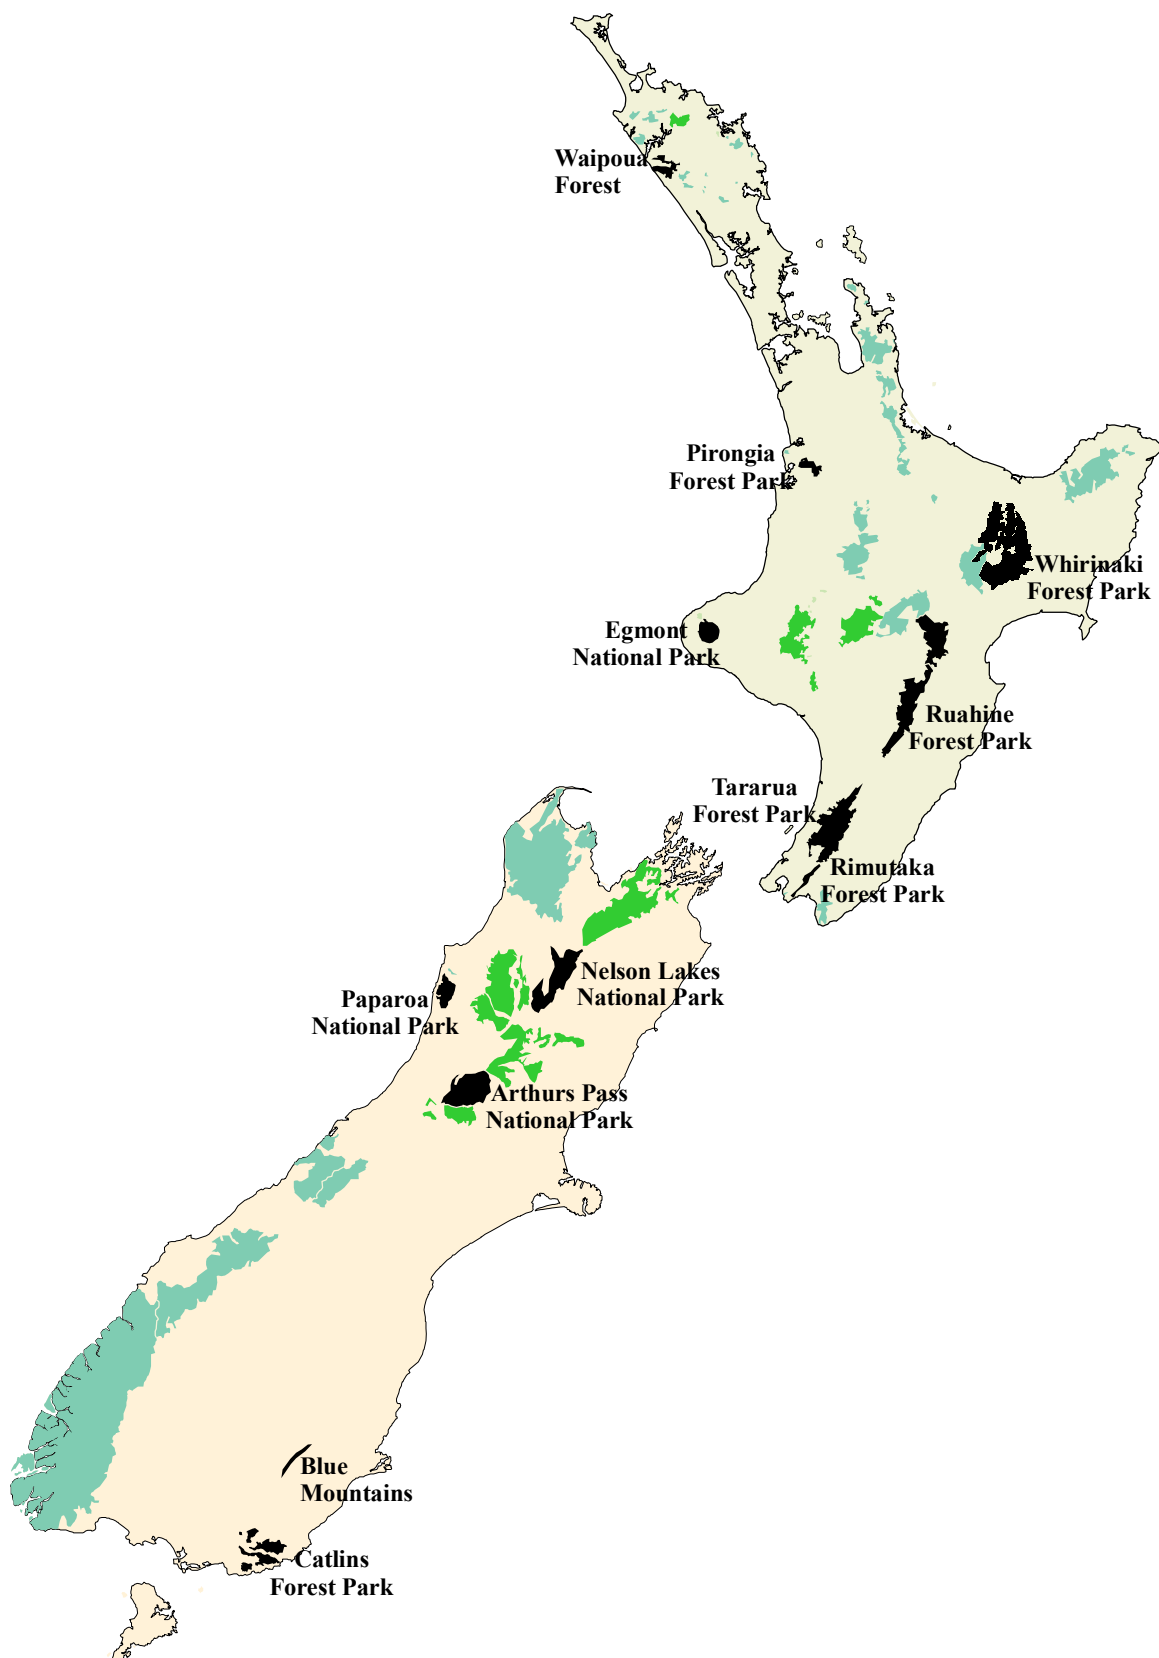 Waipoua
Forest
Pirongia
Forest Park
Whirinaki
Forest Park
Egmont
National Park
Ruahine
Forest Park
Tararua
Forest Park
Rimutaka
Forest Park
Nelson Lakes
National Park
Paparoa
National Park
Arthurs Pass
National Park
Blue
Mountains
Catlins
Forest Park